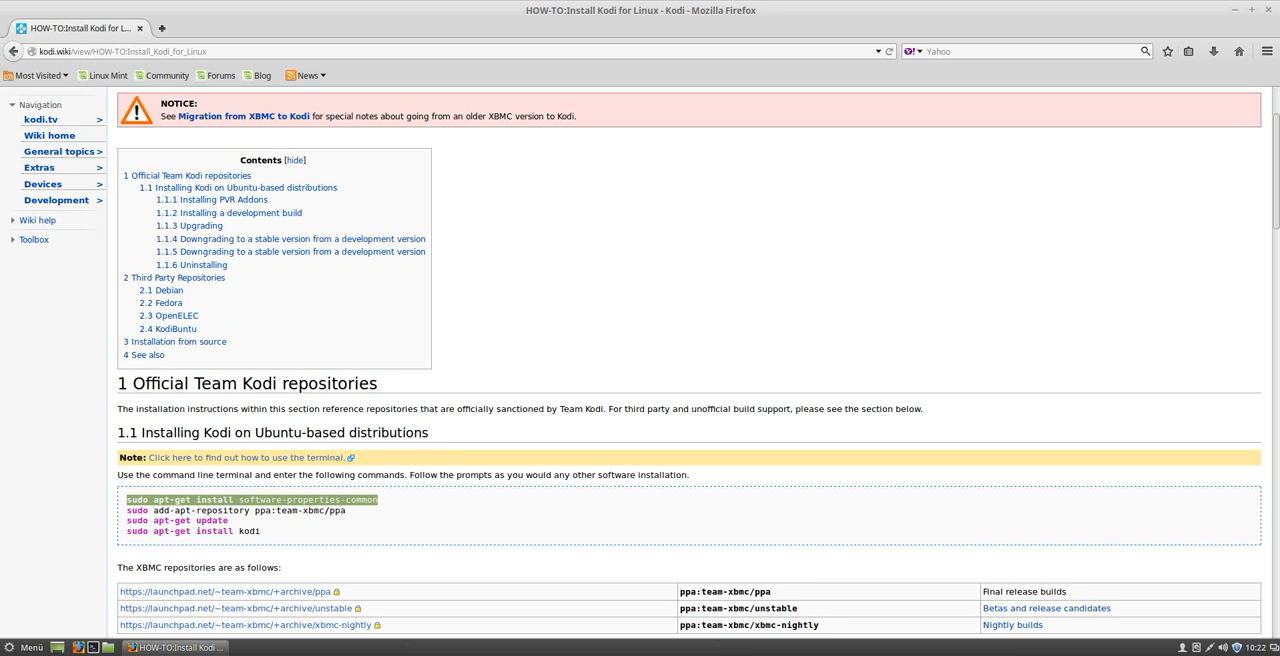 HOW-TO:Install Kodi for Linux - Kodi - Mozilla Firefox
HOW-TO:Install Kodi for L...
kodi.wiki/view/HOW-TO:Install_Kodi_for_Linux
Yahoo
Most Visited Linux Mint Community Forums Blog News
Navigation
kodi.tv >
Wiki home
General topics >
Extras >
Devices >
Development >
Wiki help
Toolbox
NOTICE:
See Migration from XBMC to Kodi for special notes about going from an older XBMC version to Kodi.
Contents [hide]
1 Official Team Kodi repositories
1.1 Installing Kodi on Ubuntu-based distributions
1.1.1 Installing PVR Addons
1.1.2 Installing a development build
1.1.3 Upgrading
1.1.4 Downgrading to a stable version from a development version
1.1.5 Downgrading to a stable version from a development version
1.1.6 Uninstalling
2 Third Party Repositories
2.1 Debian
2.2 Fedora
2.3 OpenELEC
2.4 KodiBuntu
3 Installation from source
4 See also
1 Official Team Kodi repositories
The installation instructions within this section reference repositories that are officially sanctioned by Team Kodi. For third party and unofficial build support, please see the section below.
1.1 Installing Kodi on Ubuntu-based distributions
Note: Click here to find out how to use the terminal.
Use the command line terminal and enter the following commands. Follow the prompts as you would any other software installation.
sudo apt-get install software-properties-common
sudo add-apt-repository ppa:team-xbmc/ppa
sudo apt-get update
sudo apt-get install kodi
The XBMC repositories are as follows:
https://launchpad.net/~team-xbmc/+archive/ppa ppa:team-xbmc/ppa Final release builds
https://launchpad.net/~team-xbmc/+archive/unstable ppa:team-xbmc/unstable Betas and release candidates
https://launchpad.net/~team-xbmc/+archive/xbmc-nightly ppa:team-xbmc/xbmc-nightly Nightly builds
Menü HOW-TO:Install Kodi ... 10:22